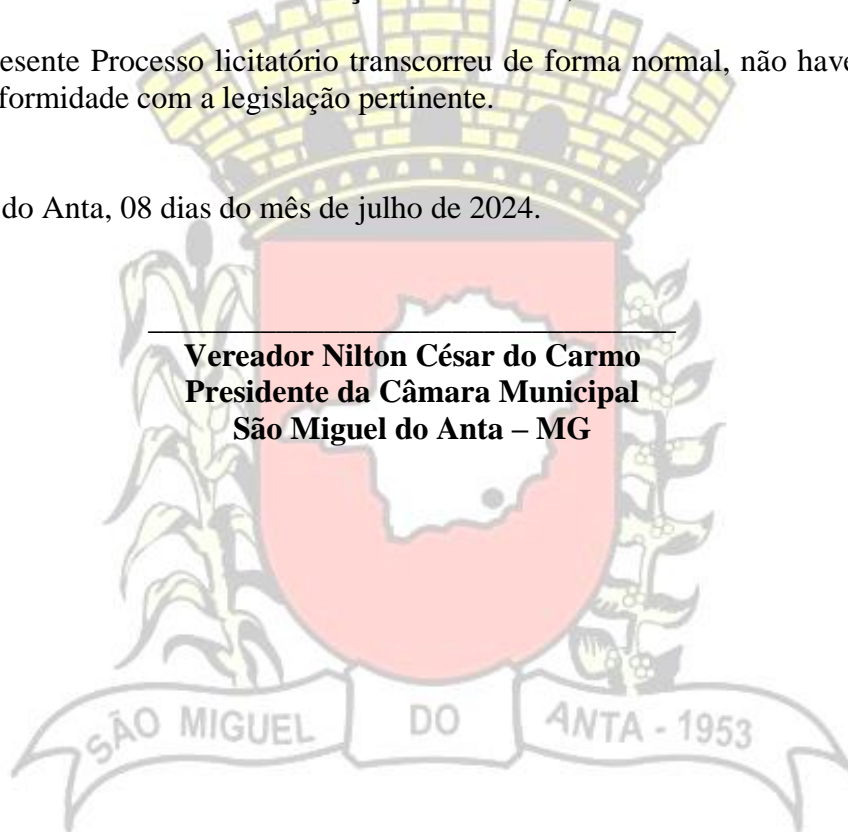 esente Processo licitatório transcorreu de forma normal, não have
formidade com a legislação pertinente.
do Anta, 08 dias do mês de julho de 2024.
Vereador Nilton César do Carmo
Presidente da Câmara Municipal
São Miguel do Anta – MG
SÃO MIGUEL DO ANTA - 1953